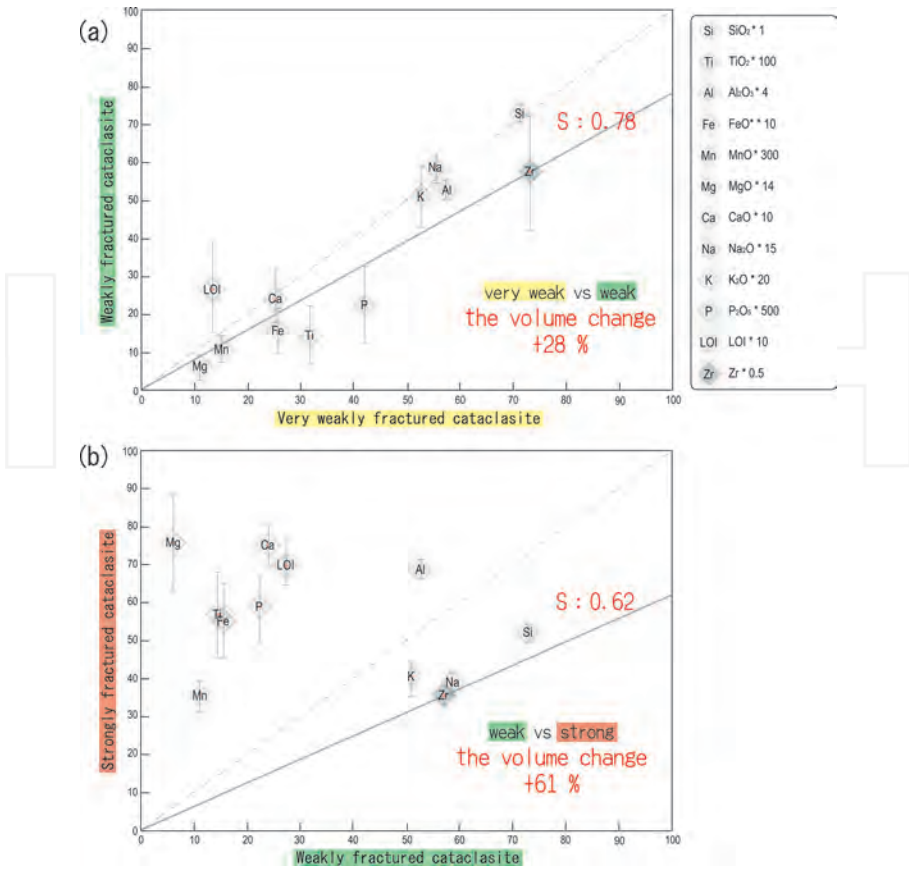 (a)
100
90
80
70
60
50
40
30
20
10
0
Weakly fractured cataclasite
0 10 20 30 40 50 60 70 80 90 100
Very weakly fractured cataclasite
Si
S : 0.78
Na
Al
K
Zr
LOI
Ca
Fe
Ti
P
Mn
Mg
very weak vs weak
the volume change
+28 %
Si SiO₂* 1
Ti TiO₂* 100
Al Al₂O₃* 4
Fe FeO* * 10
Mn MnO* 300
Mg MgO* 14
Ca CaO* 10
Na Na₂O* 15
K K₂O* 20
P P₂O₅* 500
LOI LOI* 10
Zr Zr* 0.5
(b)
100
90
80
70
60
50
40
30
20
10
0
Strongly fractured cataclasite
0 10 20 30 40 50 60 70 80 90 100
Weakly fractured cataclasite
Mg
Ca
LOI
Al
Ti
Fe
P
S : 0.62
Si
K
Na
Mn
Zr
weak vs strong
the volume change
+61 %